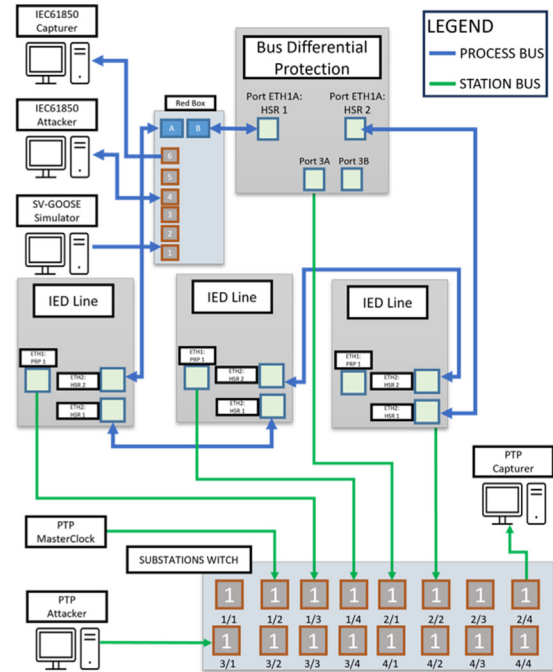 IEC61850
Capturer
IEC61850
Attacker
SV-GOOSE
Simulator
Red Box
A
B
6
5
4
3
2
1
Bus Differential
Protection
Port ETH1A:
HSR 1
Port ETH1A:
HSR 2
Port 3A
Port 3B
LEGEND
PROCESS BUS
STATION BUS
IED Line
ETH1:
PRP 1
ETH2:
HSR 2
ETH2:
HSR 1
IED Line
ETH1:
PRP 1
ETH2:
HSR 2
ETH2:
HSR 1
IED Line
ETH1:
PRP 1
ETH2:
HSR 2
ETH2:
HSR 1
PTP
Capturer
PTP
MasterClock
PTP
Attacker
SUBSTATIONS WITCH
1 1 1 1 1 1 1 1
1/1 1/2 1/3 1/4 2/1 2/2 2/3 2/4
1 1 1 1 1 1 1 1
3/1 3/2 3/3 3/4 4/1 4/2 4/3 4/4